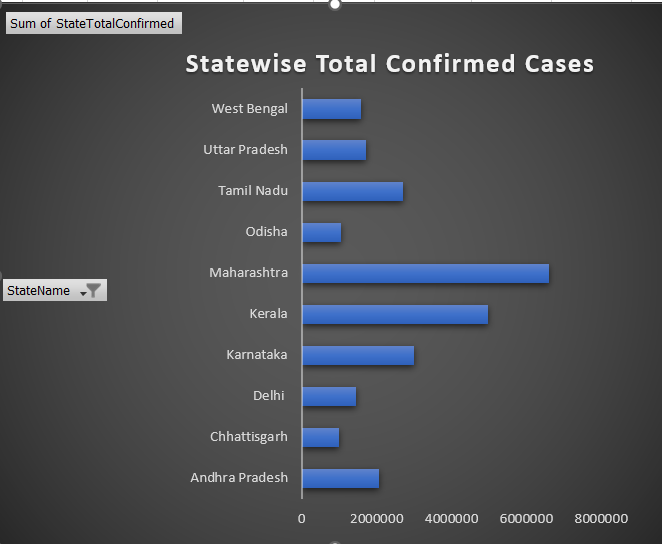 Sum of StateTotalConfirmed
Statewise Total Confirmed Cases
West Bengal
Uttar Pradesh
Tamil Nadu
Odisha
Maharashtra
StateName
Kerala
Karnataka
Delhi
Chhattisgarh
Andhra Pradesh
0 2000000 4000000 6000000 8000000